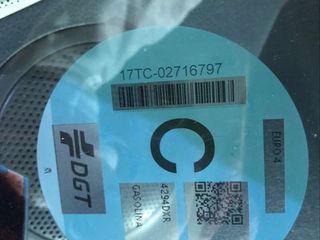 17TC-02716797
C
EURO 4
DGT
4294DXR
GASOLINA